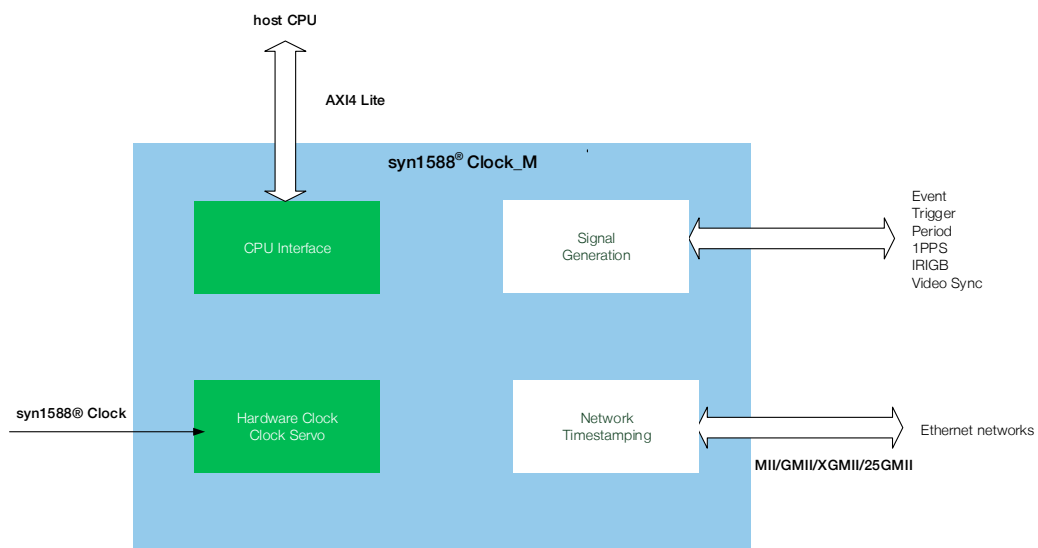 host CPU
AXI4 Lite
syn1588® Clock_M
CPU Interface
Signal
Generation
Event
Trigger
Period
1PPS
IRIGB
Video Sync
syn1588® Clock
Hardware Clock
Clock Servo
Network
Timestamping
Ethernet networks
MII/GMII/XGMII/25GMII